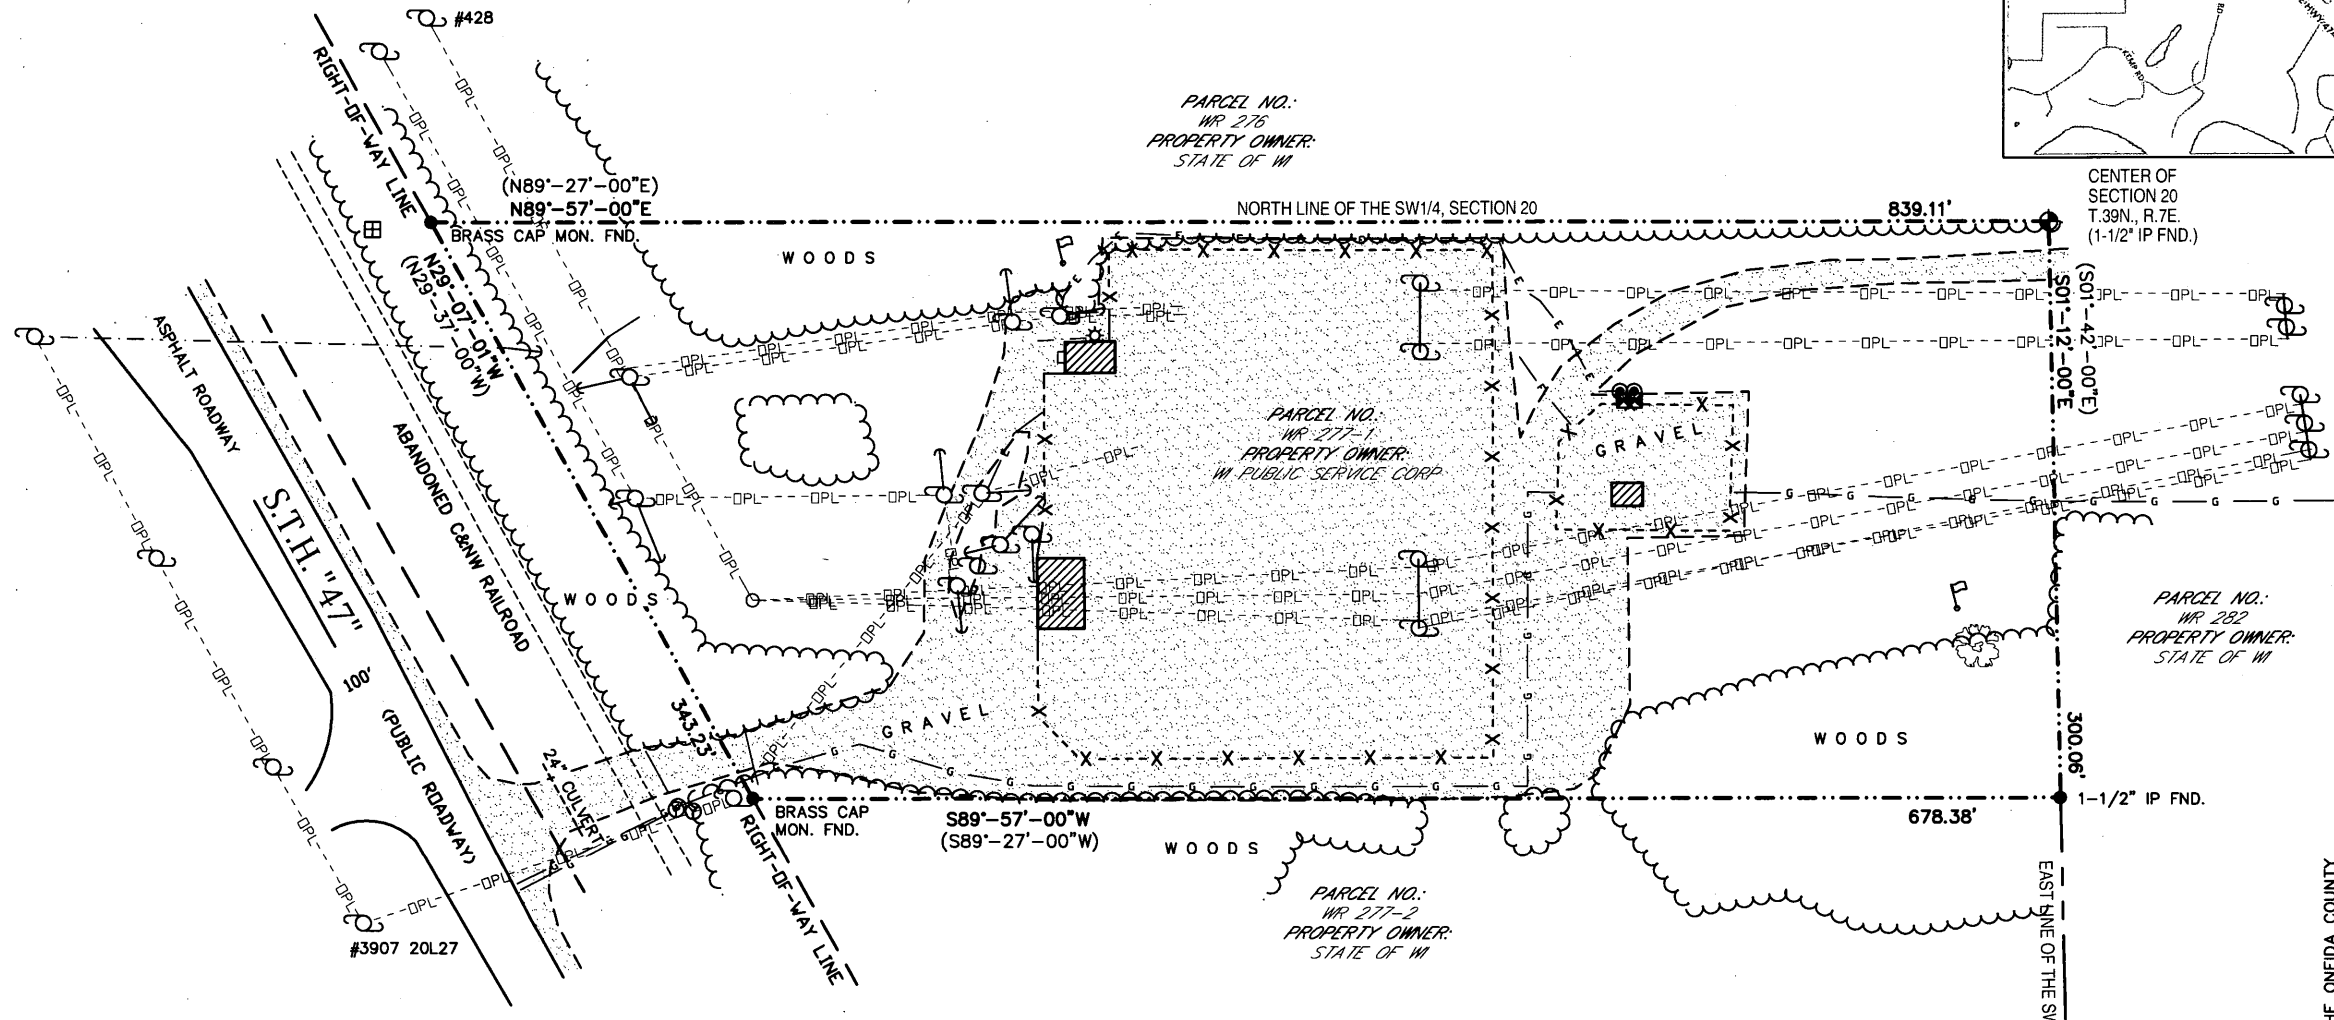 #428
RIGHT-OF-WAY LINE
KEMP RD
RD
PARCEL NO.:
WR 276
PROPERTY OWNER:
STATE OF WI
(N89°-27'-00"E)
N89°-57'-00"E
BRASS CAP MON. FND.
NORTH LINE OF THE SW1/4, SECTION 20
839.11'
CENTER OF
SECTION 20
T.39N., R.7E.
(1-1/2" IP FND.)
WOODS
N29°-07'-01"W
(N29°-37'-00"W)
S01°-12'-00"E
(S01°-42'-00"E)
ASPHALT ROADWAY
S.T.H. "47"
100'
(PUBLIC ROADWAY)
ABANDONED C&NW RAILROAD
PARCEL NO.:
WR 277-1
PROPERTY OWNER:
WI PUBLIC SERVICE CORP
GRAVEL
WOODS
PARCEL NO.:
WR 282
PROPERTY OWNER:
STATE OF WI
343.23'
GRAVEL
WOODS
300.06'
24" CULVERT
BRASS CAP
MON. FND.
RIGHT-OF-WAY LINE
S89°-57'-00"W
(S89°-27'-00"W)
WOODS
678.38'
1-1/2" IP FND.
PARCEL NO.:
WR 277-2
PROPERTY OWNER:
STATE OF WI
EAST LINE OF THE SW
ONEIDA COUNTY
#3907 20L27